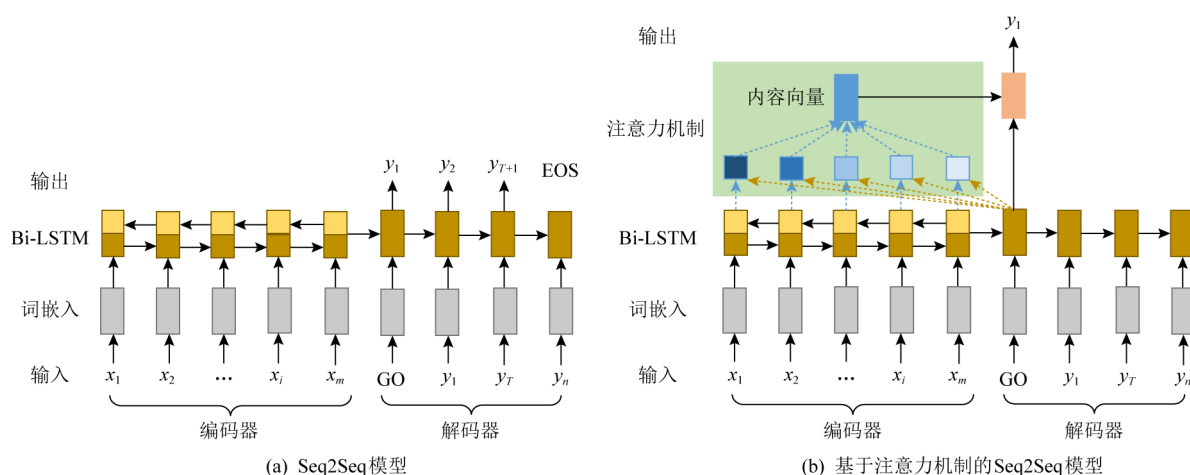 y1 y2 yT+1 EOS
输出
Bi-LSTM
词嵌入
输入 x1 x2 … xi xm GO y1 yT yn
编码器 解码器
(a) Seq2Seq模型
y1
输出
内容向量
注意力机制
Bi-LSTM
词嵌入
输入 x1 x2 … xi xm GO y1 yT yn
编码器 解码器
(b) 基于注意力机制的Seq2Seq模型